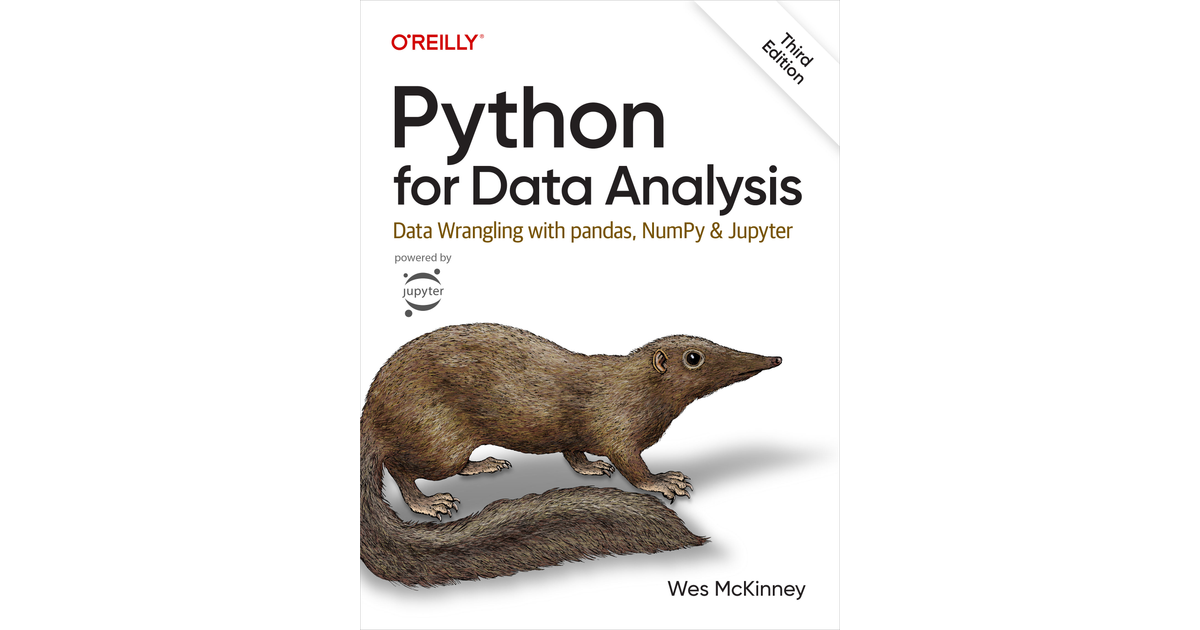 O'REILLY®
Third
Edition
Python
for Data Analysis
Data Wrangling with pandas, NumPy & Jupyter
powered by
jupyter
Wes McKinney